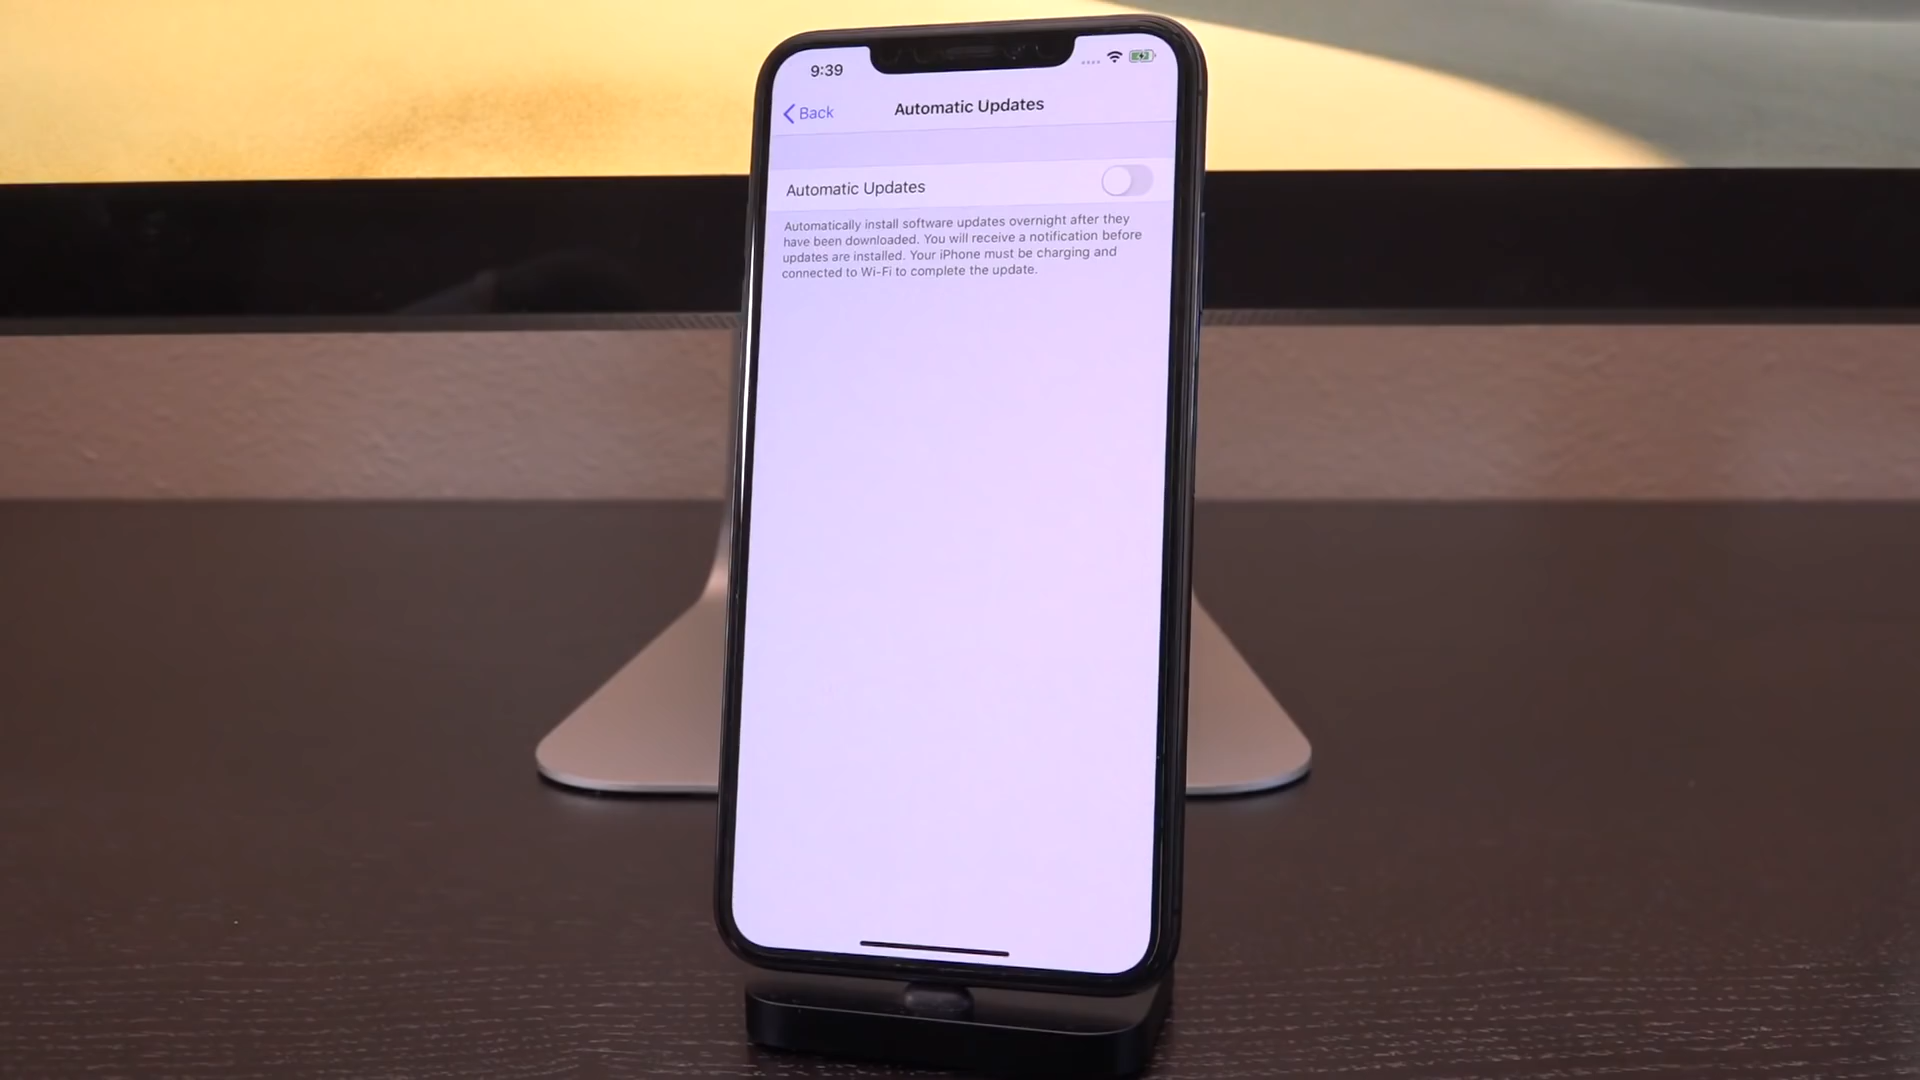 9:39
Back
Automatic Updates
Automatic Updates
Automatically install software updates overnight after they
have been downloaded. You will receive a notification before
updates are installed. Your iPhone must be charging and
connected to Wi-Fi to complete the update.